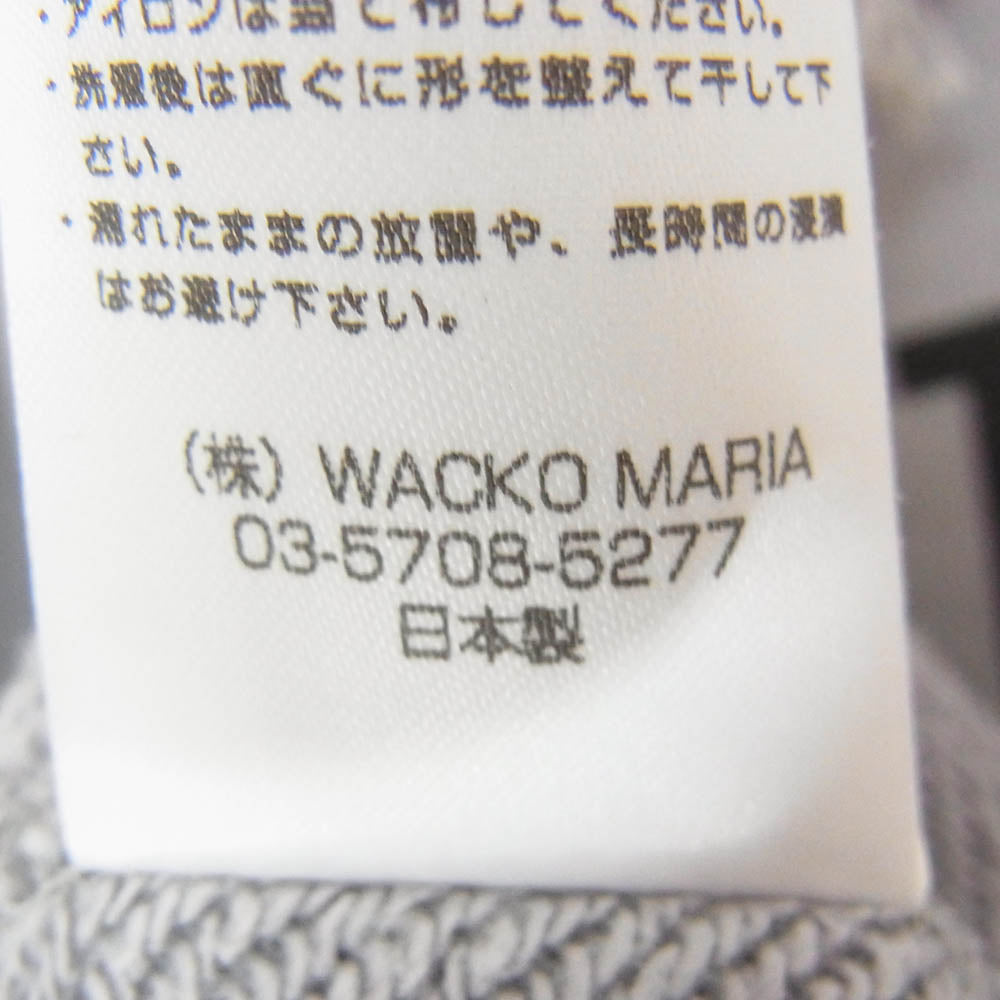 ・アイロンは当て布してください。
・洗濯後は直ぐに形を整えて干して下
さい。
・濡れたままの放置や、長時間の浸漬
はお避け下さい。
(株) WACKO MARIA
03-5708-5277
日本製